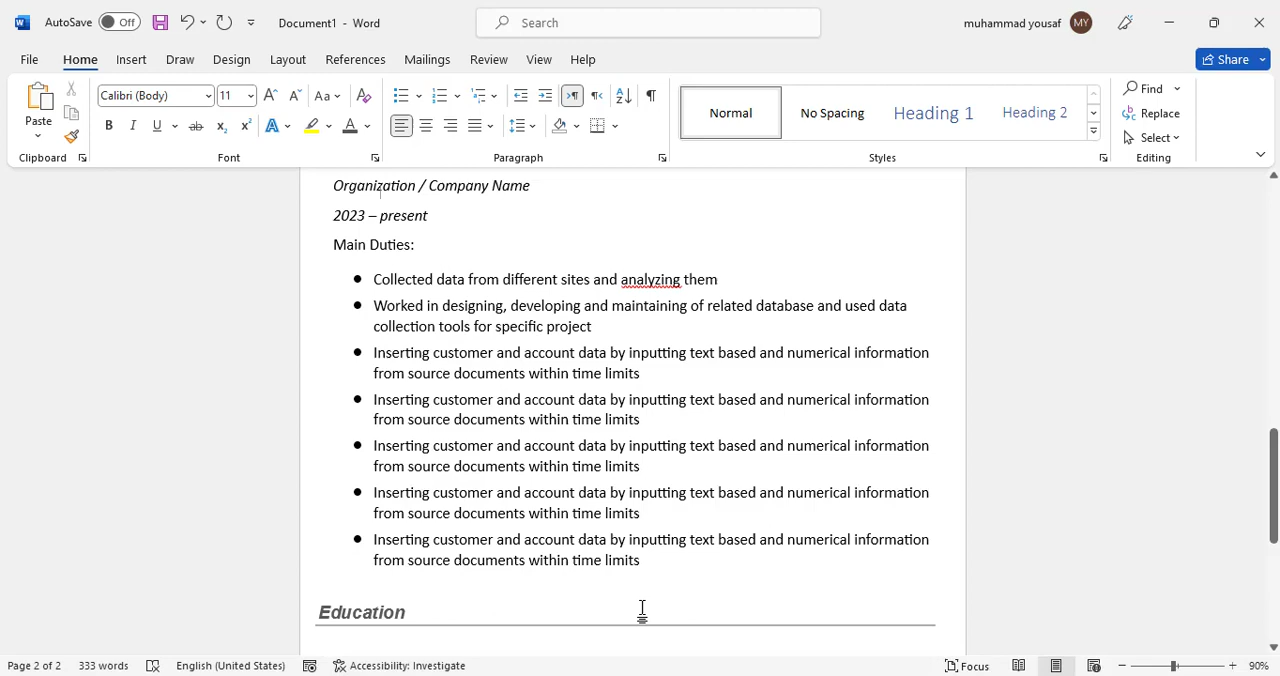 AutoSave Off Document1 - Word Search muhammad yousaf MY
File Home Insert Draw Design Layout References Mailings Review View Help Share
Paste
Clipboard
Calibri (Body) 11 A A Aa A
B I U ab x₂ x² A A
Font
Paragraph
Normal No Spacing Heading 1 Heading 2
Styles
Find
Replace
Select
Editing
Organization / Company Name
2023 – present
Main Duties:
● Collected data from different sites and analyzing them
● Worked in designing, developing and maintaining of related database and used data
collection tools for specific project
● Inserting customer and account data by inputting text based and numerical information
from source documents within time limits
● Inserting customer and account data by inputting text based and numerical information
from source documents within time limits
● Inserting customer and account data by inputting text based and numerical information
from source documents within time limits
● Inserting customer and account data by inputting text based and numerical information
from source documents within time limits
● Inserting customer and account data by inputting text based and numerical information
from source documents within time limits
Education
Page 2 of 2 333 words English (United States) Accessibility: Investigate Focus 90%